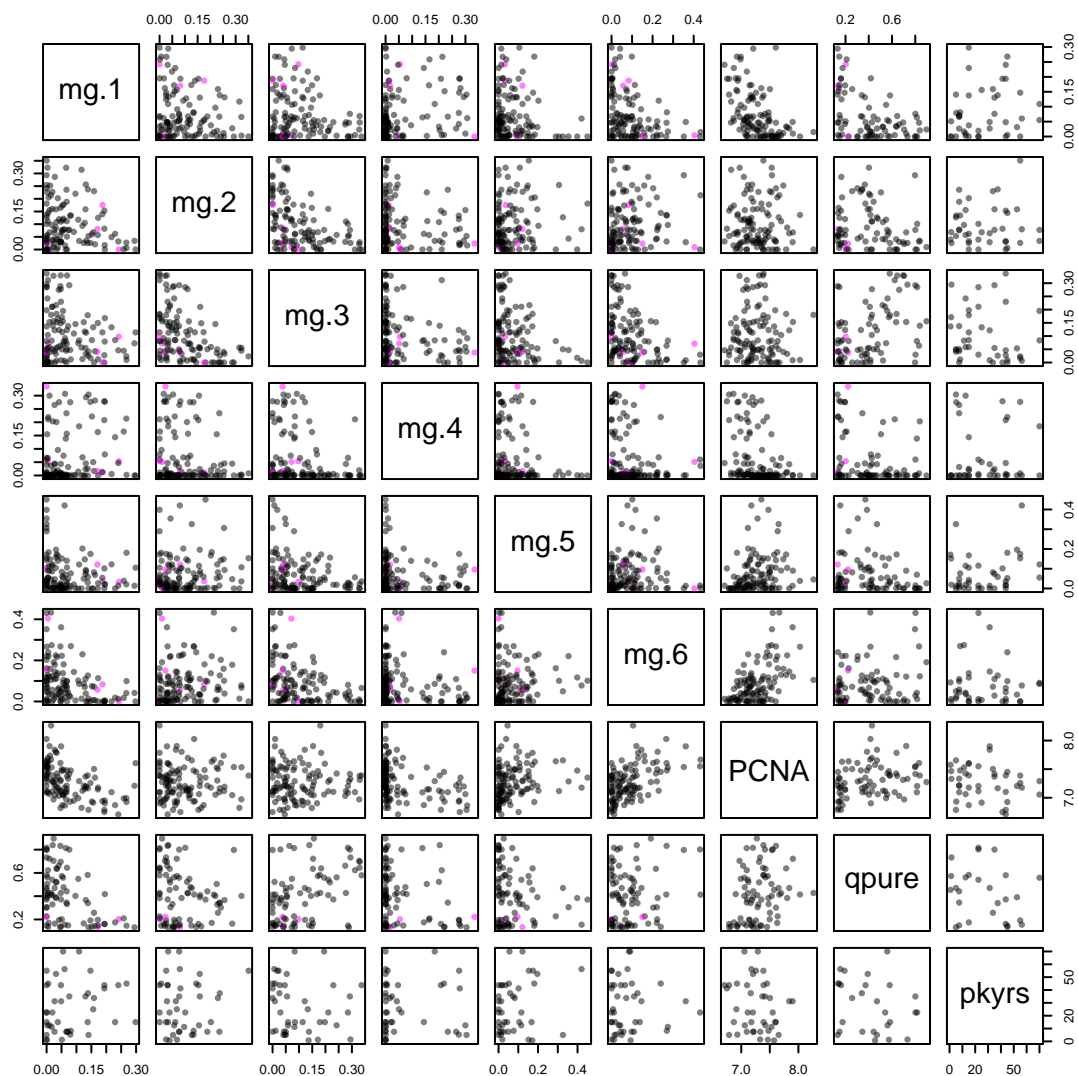 0.00 0.15 0.30 0.00 0.15 0.30 0.0 0.2 0.4 0.2 0.6
mg.1 0.00 0.15 0.30
0.00 0.15 0.30 mg.2
mg.3 0.00 0.15 0.30
0.00 0.15 0.30 mg.4
mg.5 0.0 0.2 0.4
0.0 0.2 0.4 mg.6
PCNA 7.0 8.0
0.2 0.6 qpure
pkyrs 0 20 50
0.00 0.15 0.30 0.00 0.15 0.30 0.0 0.2 0.4 7.0 8.0 0 20 50